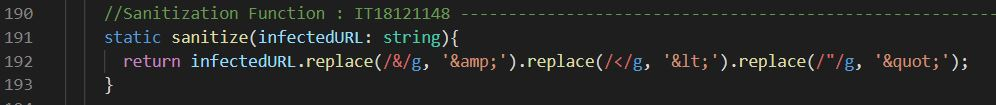 190 //Sanitization Function : IT18121148 ----------------------------------------------------------------
191 static sanitize(infectedURL: string){
192 return infectedURL.replace(/&/g, '&amp;').replace(/</g, '&lt;').replace(/"/g, '&quot;');
193 }